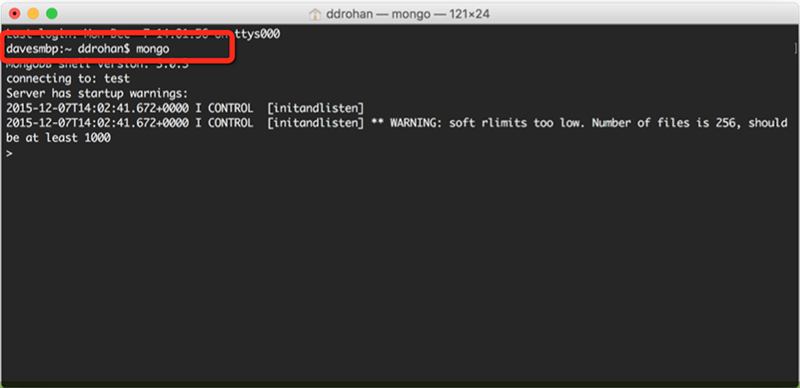 ddrohan — mongo — 121×24
Last login: Mon Dec 7 14:01:56 on ttys000
davesmbp:~ ddrohan$ mongo
MongoDB shell version: 3.0.5
connecting to: test
Server has startup warnings:
2015-12-07T14:02:41.672+0000 I CONTROL [initandlisten]
2015-12-07T14:02:41.672+0000 I CONTROL [initandlisten] ** WARNING: soft rlimits too low. Number of files is 256, should
be at least 1000
>